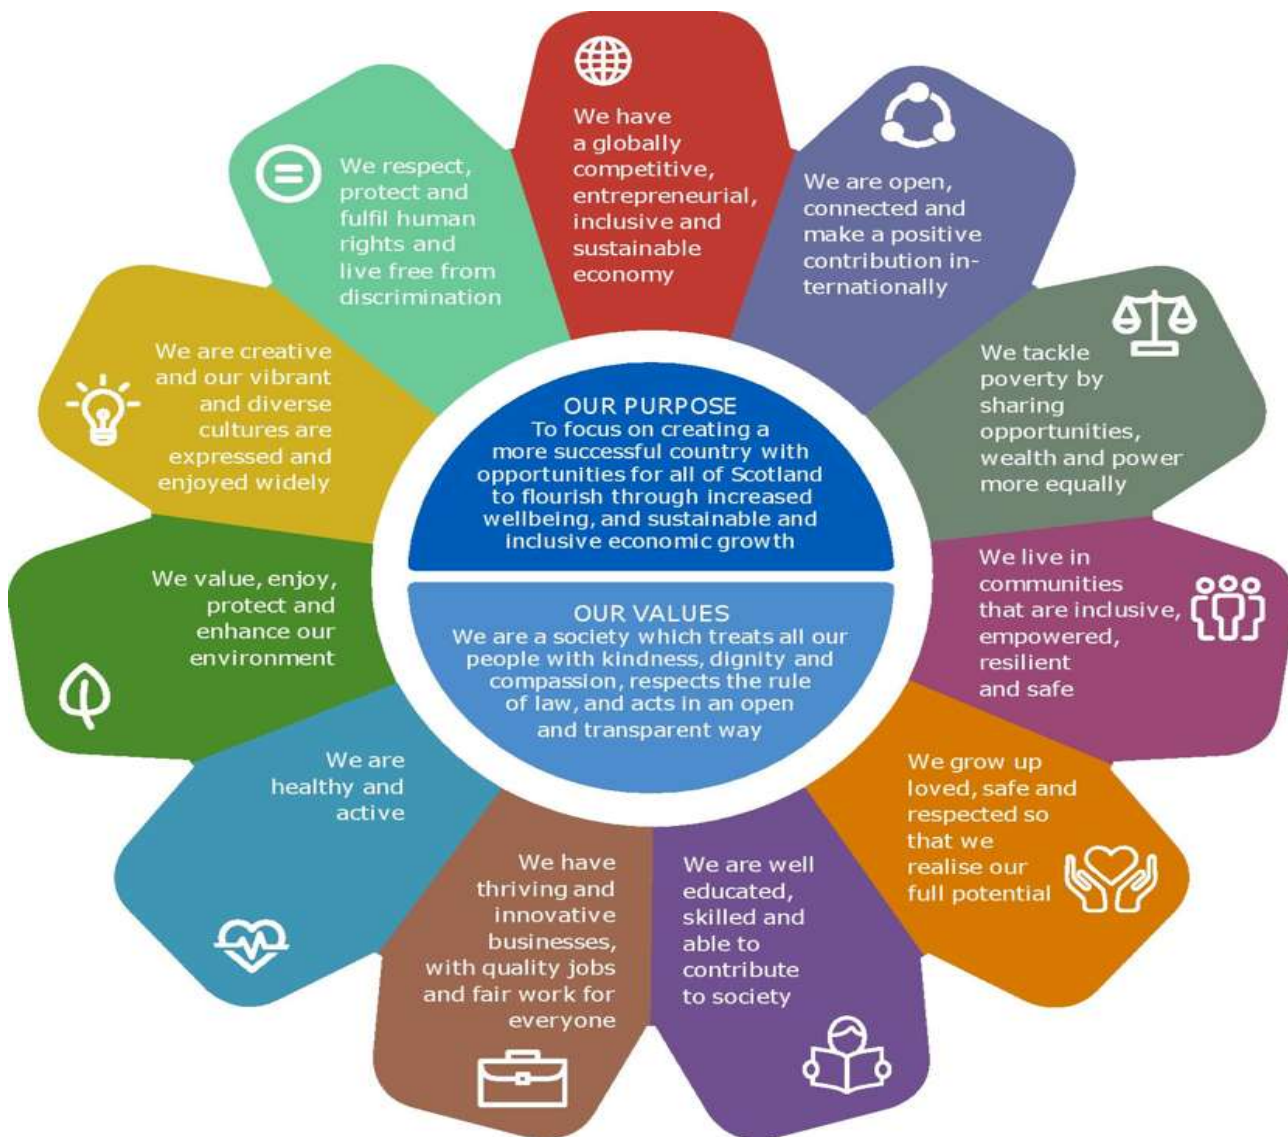 We have
a globally
competitive,
entrepreneurial,
inclusive and
sustainable
economy
We are open,
connected and
make a positive
contribution in-
ternationally
We tackle
poverty by
sharing
opportunities,
wealth and power
more equally
We live in
communities
that are inclusive,
empowered,
resilient
and safe
We grow up
loved, safe and
respected so
that we
realise our
full potential
We are well
educated,
skilled and
able to
contribute
to society
We have
thriving and
innovative
businesses,
with quality jobs
and fair work for
everyone
We are
healthy and
active
We value, enjoy,
protect and
enhance our
environment
We are creative
and our vibrant
and diverse
cultures are
expressed and
enjoyed widely
We respect,
protect and
fulfil human
rights and
live free from
discrimination
OUR PURPOSE
To focus on creating a
more successful country with
opportunities for all of Scotland
to flourish through increased
wellbeing, and sustainable and
inclusive economic growth
OUR VALUES
We are a society which treats all our
people with kindness, dignity and
compassion, respects the rule
of law, and acts in an open
and transparent way